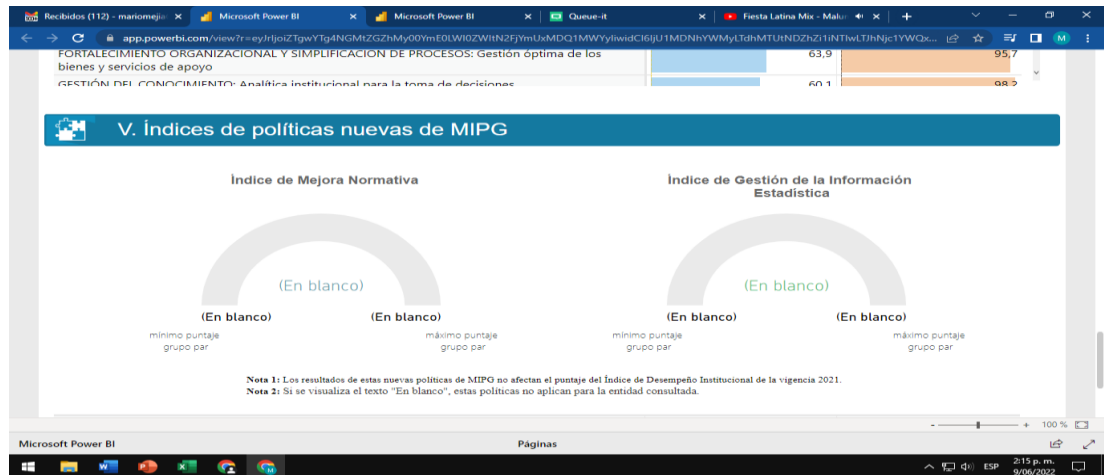 Recibidos (112) - mariomejia
Microsoft Power BI
Microsoft Power BI
Queue-it
Fiesta Latina Mix - Malu
FORTALECIMIENTO ORGANIZACIONAL Y SIMPLIFICACIÓN DE PROCESOS: Gestión óptima de los 63,9 95,7
bienes y servicios de apoyo
GESTIÓN DEL CONOCIMIENTO: Analítica institucional para la toma de decisiones 60,1 98,2
V. Índices de políticas nuevas de MIPG
Índice de Mejora Normativa
(En blanco)
(En blanco) (En blanco)
mínimo puntaje máximo puntaje
grupo par grupo par
Índice de Gestión de la Información
Estadística
(En blanco)
(En blanco) (En blanco)
mínimo puntaje máximo puntaje
grupo par grupo par
Nota 1: Los resultados de estas nuevas políticas de MIPG no afectan el puntaje del Índice de Desempeño Institucional de la vigencia 2021.
Nota 2: Si se visualiza el texto "En blanco", estas políticas no aplican para la entidad consultada.
- + 100 %
Microsoft Power BI Páginas
ESP 2:15 p. m.
9/06/2022